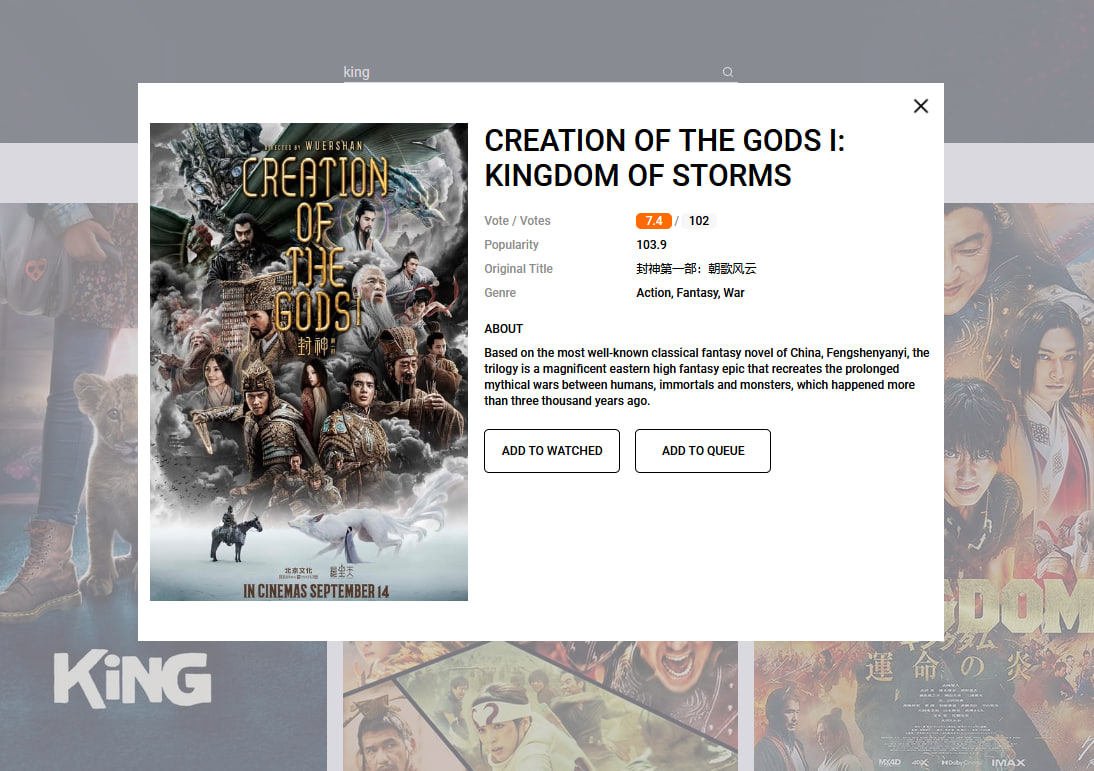 king
CREATION OF THE GODS I:
KINGDOM OF STORMS
Vote / Votes 7.4 / 102
Popularity 103.9
Original Title 封神第一部：朝歌风云
Genre Action, Fantasy, War
ABOUT
Based on the most well-known classical fantasy novel of China, Fengshenyanyi, the
trilogy is a magnificent eastern high fantasy epic that recreates the prolonged
mythical wars between humans, immortals and monsters, which happened more
than three thousand years ago.
ADD TO WATCHED ADD TO QUEUE
DIRECTED BY WUERSHAN
CREATION
OF
THE
GODS I
封神
北京文化
IN CINEMAS SEPTEMBER 14
KiNG
DOM
運命の炎
MX4D 4DX Dolby Cinema IMAX